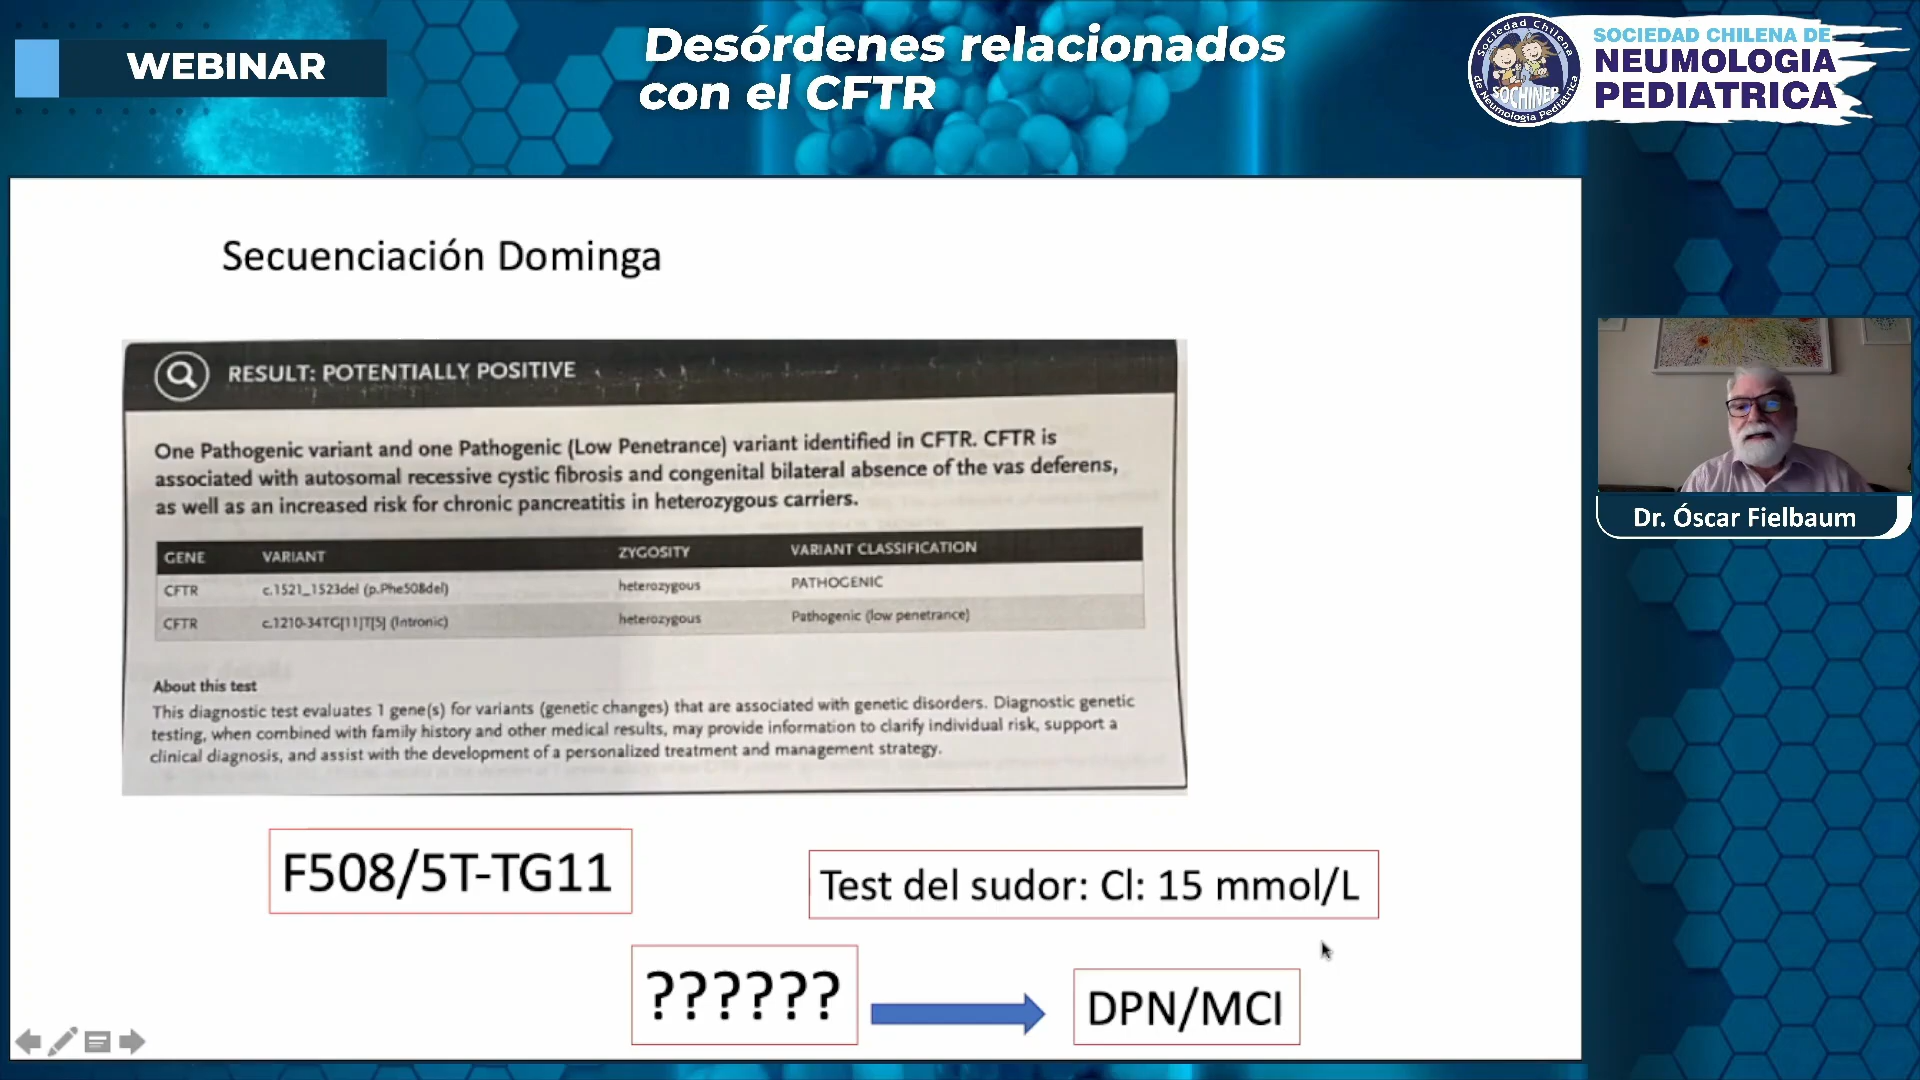 WEBINAR
Desórdenes relacionados
con el CFTR
Sociedad Chilena
de Neumología Pediátrica
SOCHINEP
SOCIEDAD CHILENA DE
NEUMOLOGIA
PEDIATRICA
Secuenciación Dominga
RESULT: POTENTIALLY POSITIVE
One Pathogenic variant and one Pathogenic (Low Penetrance) variant identified in CFTR. CFTR is
associated with autosomal recessive cystic fibrosis and congenital bilateral absence of the vas deferens,
as well as an increased risk for chronic pancreatitis in heterozygous carriers.
GENE VARIANT ZYGOSITY VARIANT CLASSIFICATION
CFTR c.1521_1523del (p.Phe508del) heterozygous PATHOGENIC
CFTR c.1210-34TG[11]T[5] (Intronic) heterozygous Pathogenic (low penetrance)
About this test
This diagnostic test evaluates 1 gene(s) for variants (genetic changes) that are associated with genetic disorders. Diagnostic genetic
testing, when combined with family history and other medical results, may provide information to clarify individual risk, support a
clinical diagnosis, and assist with the development of a personalized treatment and management strategy.
F508/5T-TG11
Test del sudor: Cl: 15 mmol/L
??????
DPN/MCI
Dr. Óscar Fielbaum